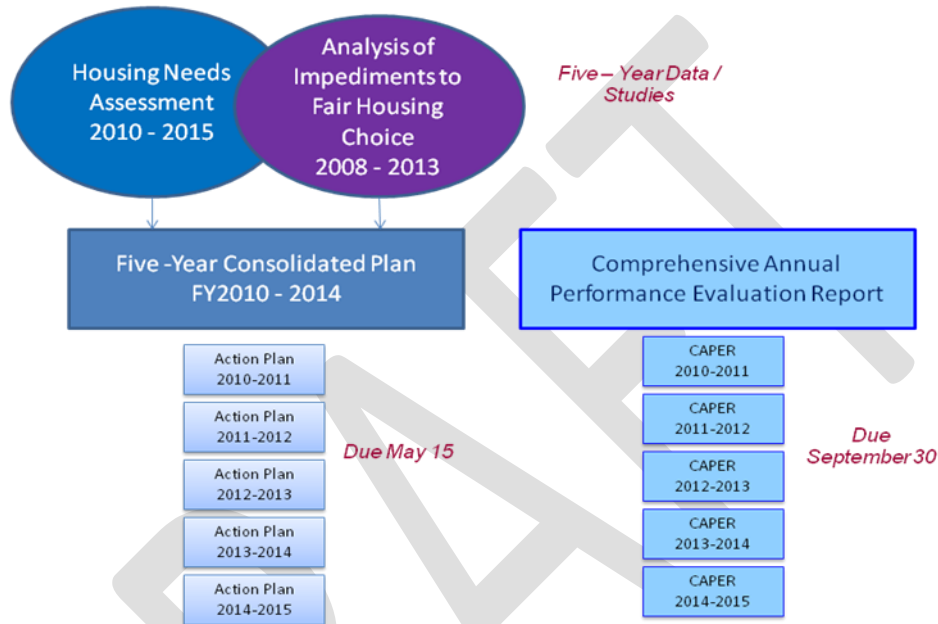 Housing Needs
Assessment
2010 - 2015
Analysis of
Impediments to
Fair Housing
Choice
2008 - 2013
Five – Year Data /
Studies
Five -Year Consolidated Plan
FY2010 - 2014
Comprehensive Annual
Performance Evaluation Report
Action Plan
2010-2011
Action Plan
2011-2012
Action Plan
2012-2013
Action Plan
2013-2014
Action Plan
2014-2015
Due May 15
CAPER
2010-2011
CAPER
2011-2012
CAPER
2012-2013
CAPER
2013-2014
CAPER
2014-2015
Due
September 30
DRAFT